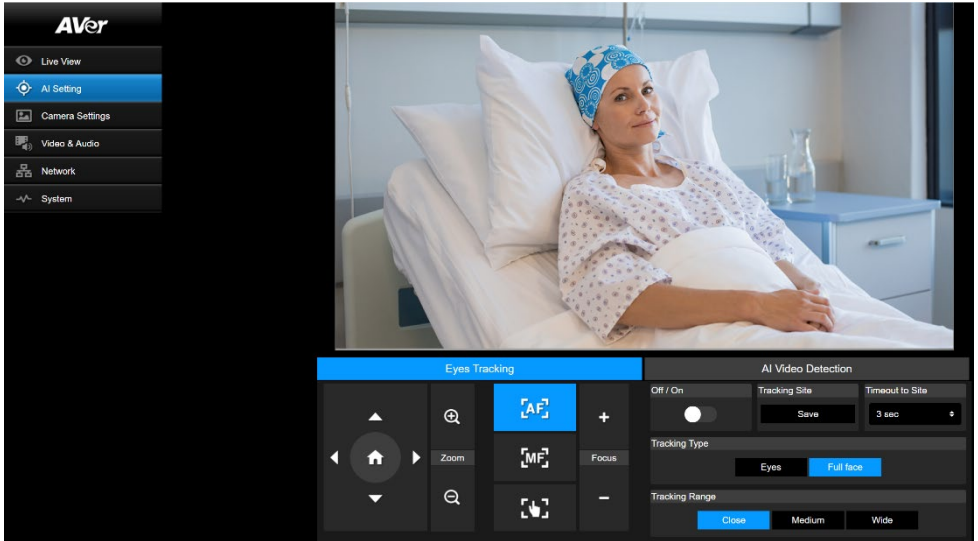 AVer
Live View
AI Setting
Camera Settings
Video & Audio
Network
System
Eyes Tracking
AI Video Detection
Zoom
AF
MF
+
Focus
−
Off / On
Tracking Site
Timeout to Site
Save
3 sec
Tracking Type
Eyes
Full face
Tracking Range
Close
Medium
Wide